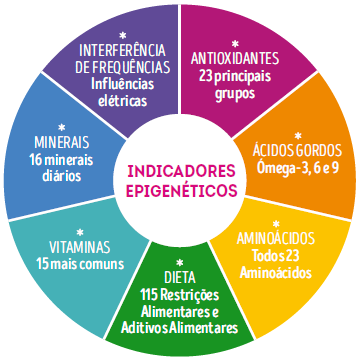 INDICADORES
EPIGENÉTICOS
*
ANTIOXIDANTES
23 principais
grupos
*
ÁCIDOS GORDOS
Ómega-3, 6 e 9
*
AMINOÁCIDOS
Todos 23
Aminoácidos
*
DIETA
115 Restrições
Alimentares e
Aditivos Alimentares
*
VITAMINAS
15 mais comuns
*
MINERAIS
16 minerais
diários
*
INTERFERÊNCIA
DE FREQUÊNCIAS
Influências
elétricas